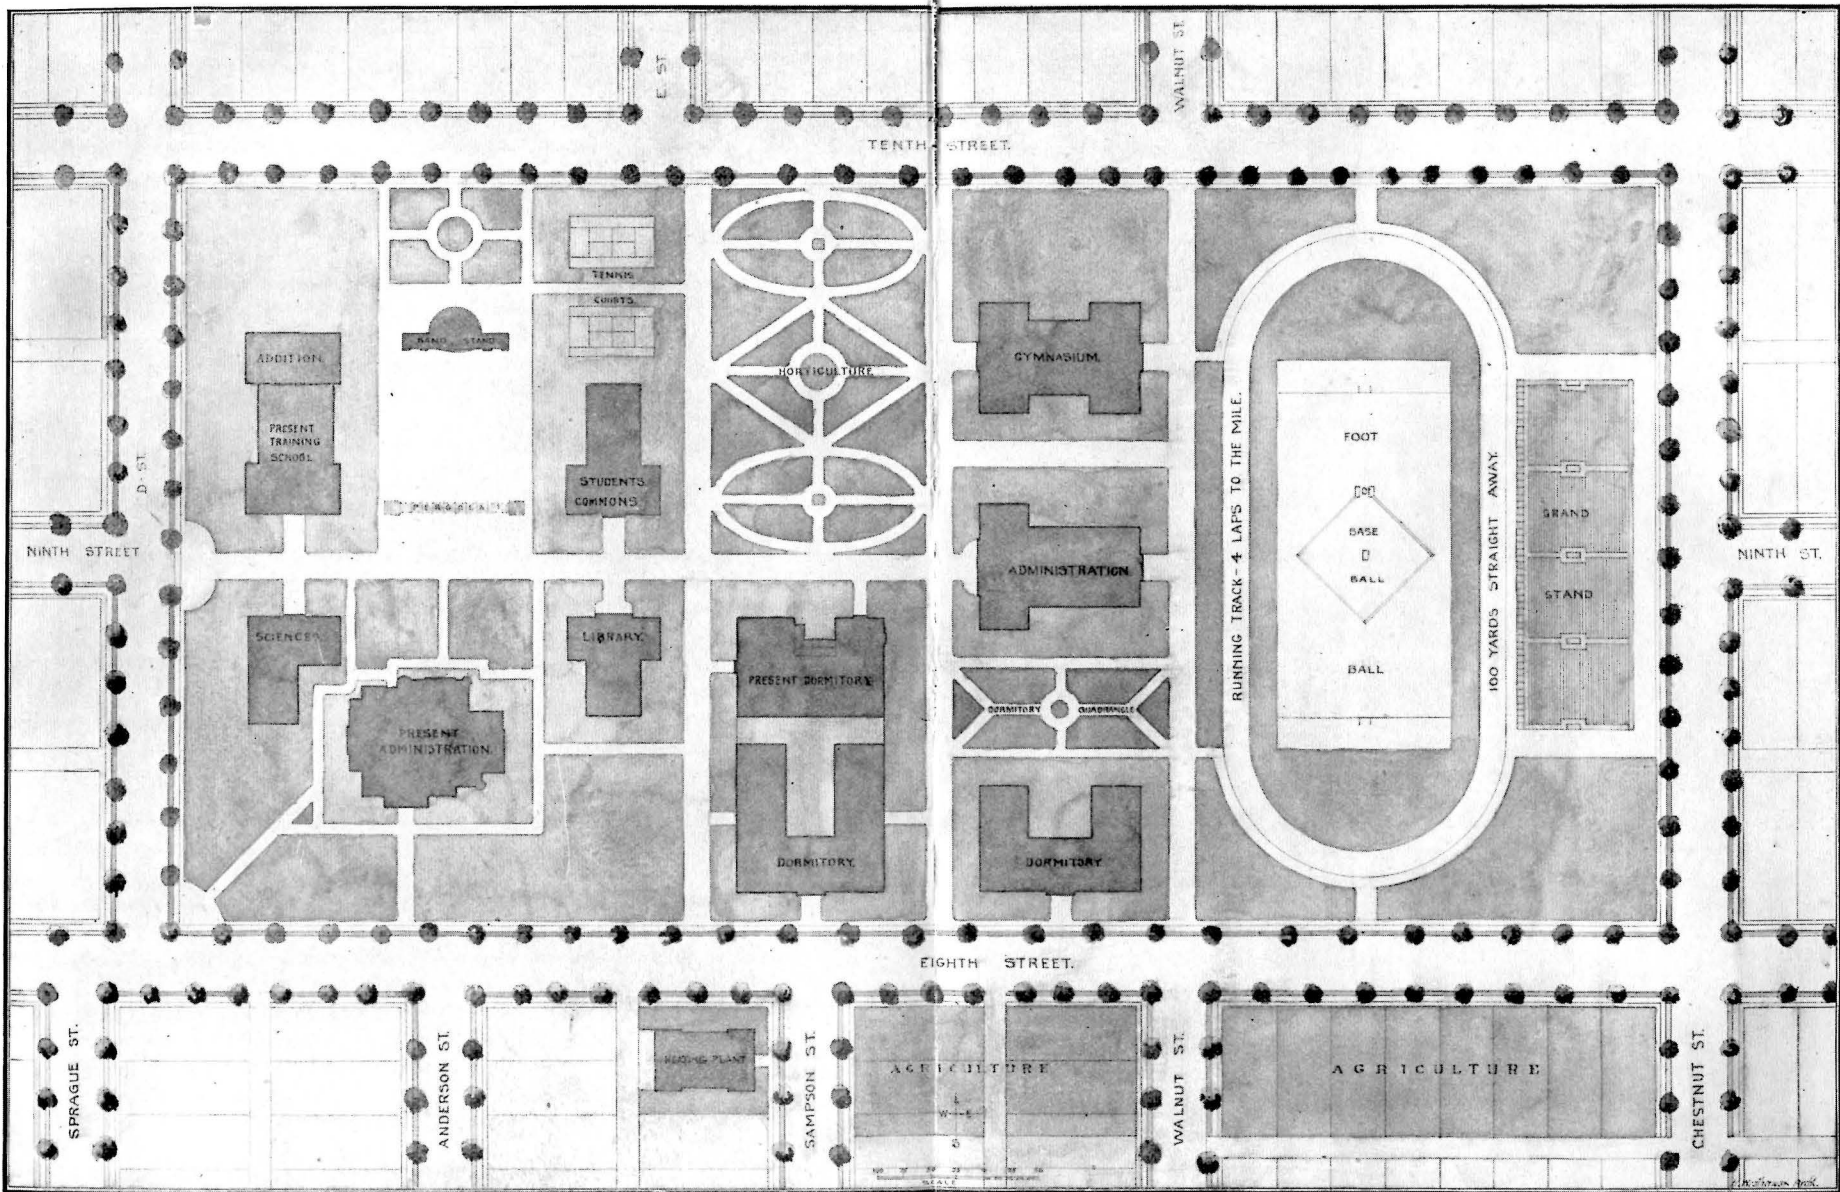 E ST.
WALNUT ST.
TENTH STREET.
TENNIS
COURTS
BAND STAND
ADDITION.
PRESENT
TRAINING
SCHOOL
HORTICULTURE
GYMNASIUM.
STUDENTS
COMMONS
PERGOLA
D-ST.
NINTH STREET
RUNNING TRACK-4 LAPS TO THE MILE.
FOOT
BASE
BALL
BALL
100 YARDS STRAIGHT AWAY.
GRAND
STAND
NINTH ST.
ADMINISTRATION
SCIENCES.
LIBRARY.
PRESENT DORMITORY
DORMITORY QUADRANGLE
PRESENT
ADMINISTRATION.
DORMITORY.
DORMITORY
EIGHTH STREET.
SPRAGUE ST.
ANDERSON ST.
HEATING PLANT
SAMPSON ST.
AGRICULTURE
W E
S
WALNUT ST.
AGRICULTURE
CHESTNUT ST.
SCALE